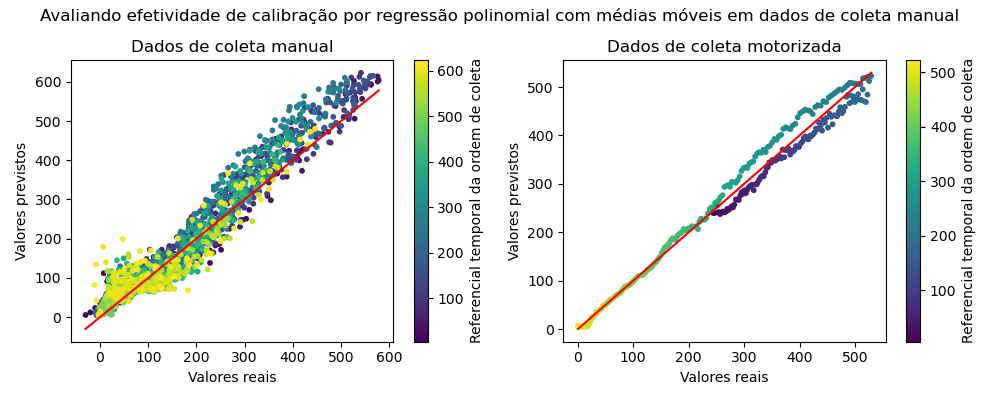 Avaliando efetividade de calibração por regressão polinomial com médias móveis em dados de coleta manual
Dados de coleta manual
600
500
400
300
200
100
0
0 100 200 300 400 500 600
Valores previstos
Valores reais
600
500
400
300
200
100
Referencial temporal da ordem de coleta
Dados de coleta motorizada
500
400
300
200
100
0
0 100 200 300 400 500
Valores previstos
Valores reais
500
400
300
200
100
Referencial temporal da ordem de coleta